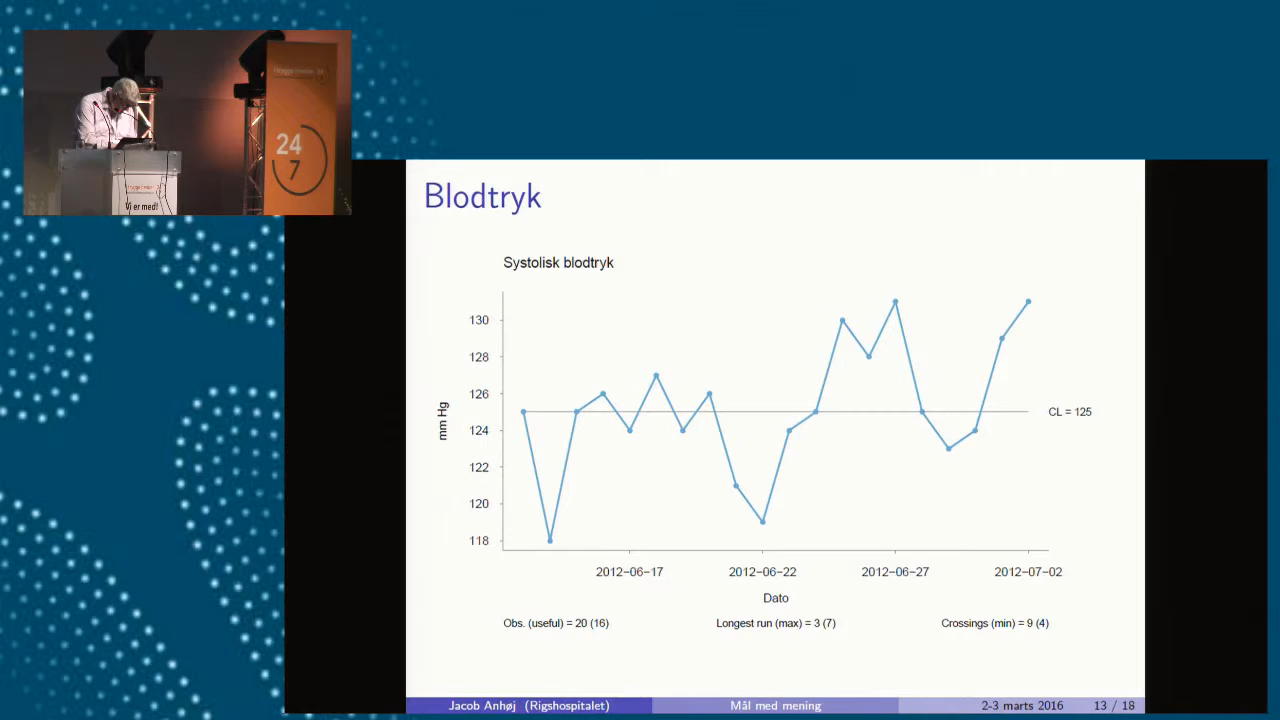 24
7
Vi er med!
Blodtryk
Systolisk blodtryk
130
128
126
124
122
120
118
mm Hg
CL = 125
2012-06-17
2012-06-22
2012-06-27
2012-07-02
Dato
Obs. (useful) = 20 (16)
Longest run (max) = 3 (7)
Crossings (min) = 9 (4)
Jacob Anhøj (Rigshospitalet)
Mål med mening
2-3 marts 2016
13 / 18